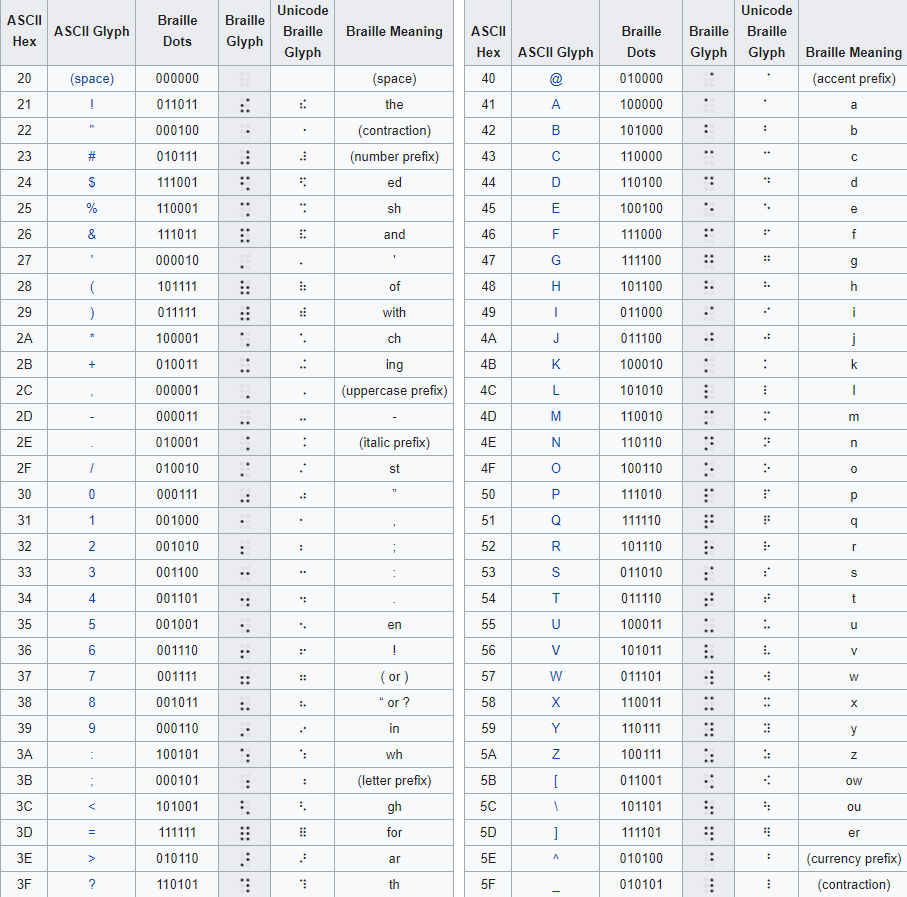 ASCII Hex ASCII Glyph Braille Dots Braille Glyph Unicode Braille Glyph Braille Meaning
20 (space) 000000 ⠀ (space)
21 ! 011011 ⠮ the
22 " 000100 ⠐ (contraction)
23 # 010111 ⠼ (number prefix)
24 $ 111001 ⠫ ed
25 % 110001 ⠩ sh
26 & 111011 ⠯ and
27 ' 000010 ⠄ '
28 ( 101111 ⠷ of
29 ) 011111 ⠾ with
2A * 100001 ⠡ ch
2B + 010011 ⠬ ing
2C , 000001 ⠠ (uppercase prefix)
2D - 000011 ⠤ -
2E . 010001 ⠨ (italic prefix)
2F / 010010 ⠌ st
30 0 000111 ⠴ ”
31 1 001000 ⠂ ,
32 2 001010 ⠆ ;
33 3 001100 ⠒ :
34 4 001101 ⠲ .
35 5 001001 ⠢ en
36 6 001110 ⠖ !
37 7 001111 ⠶ ( or )
38 8 001011 ⠦ “ or ?
39 9 000110 ⠔ in
3A : 100101 ⠱ wh
3B ; 000101 ⠰ (letter prefix)
3C < 101001 ⠣ gh
3D = 111111 ⠿ for
3E > 010110 ⠜ ar
3F ? 110101 ⠹ th
ASCII Hex ASCII Glyph Braille Dots Braille Glyph Unicode Braille Glyph Braille Meaning
40 @ 010000 ⠈ (accent prefix)
41 A 100000 ⠁ a
42 B 101000 ⠃ b
43 C 110000 ⠉ c
44 D 110100 ⠙ d
45 E 100100 ⠑ e
46 F 111000 ⠋ f
47 G 111100 ⠛ g
48 H 101100 ⠓ h
49 I 011000 ⠊ i
4A J 011100 ⠚ j
4B K 100010 ⠅ k
4C L 101010 ⠇ l
4D M 110010 ⠍ m
4E N 110110 ⠝ n
4F O 100110 ⠕ o
50 P 111010 ⠏ p
51 Q 111110 ⠟ q
52 R 101110 ⠗ r
53 S 011010 ⠎ s
54 T 011110 ⠞ t
55 U 100011 ⠥ u
56 V 101011 ⠧ v
57 W 011101 ⠺ w
58 X 110011 ⠭ x
59 Y 110111 ⠽ y
5A Z 100111 ⠵ z
5B [ 011001 ⠪ ow
5C \ 101101 ⠳ ou
5D ] 111101 ⠻ er
5E ^ 010100 ⠘ (currency prefix)
5F _ 010101 ⠸ (contraction)